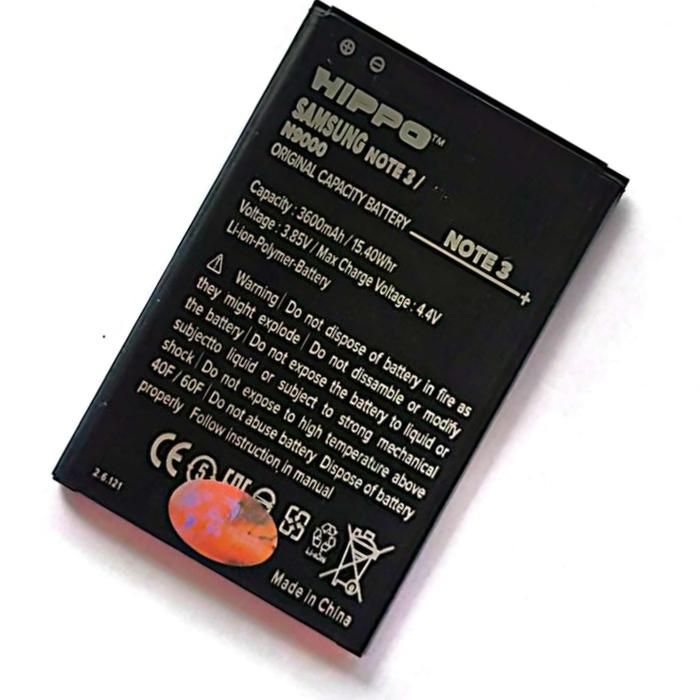 HIPPO™
SAMSUNG NOTE 3 /
N9000
ORIGINAL CAPACITY BATTERY
NOTE 3
Capacity : 3600mAh / 15.40Whr
Voltage : 3.85V / Max Charge Voltage : 4.4V
Li-ion-Polymer-Battery
Warning | Do not dispose of battery in fire as
they might explode | Do not dissamble or modify
the battery | Do not expose the battery to liquid or
subjectto liquid or subject to strong mechanical
shock | Do not expose to high temperature above
40F / 60F | Do not abuse battery Dispose of battery
properly Follow instruction in manual
CE 5
2.6.121
Li-ion
Made in China